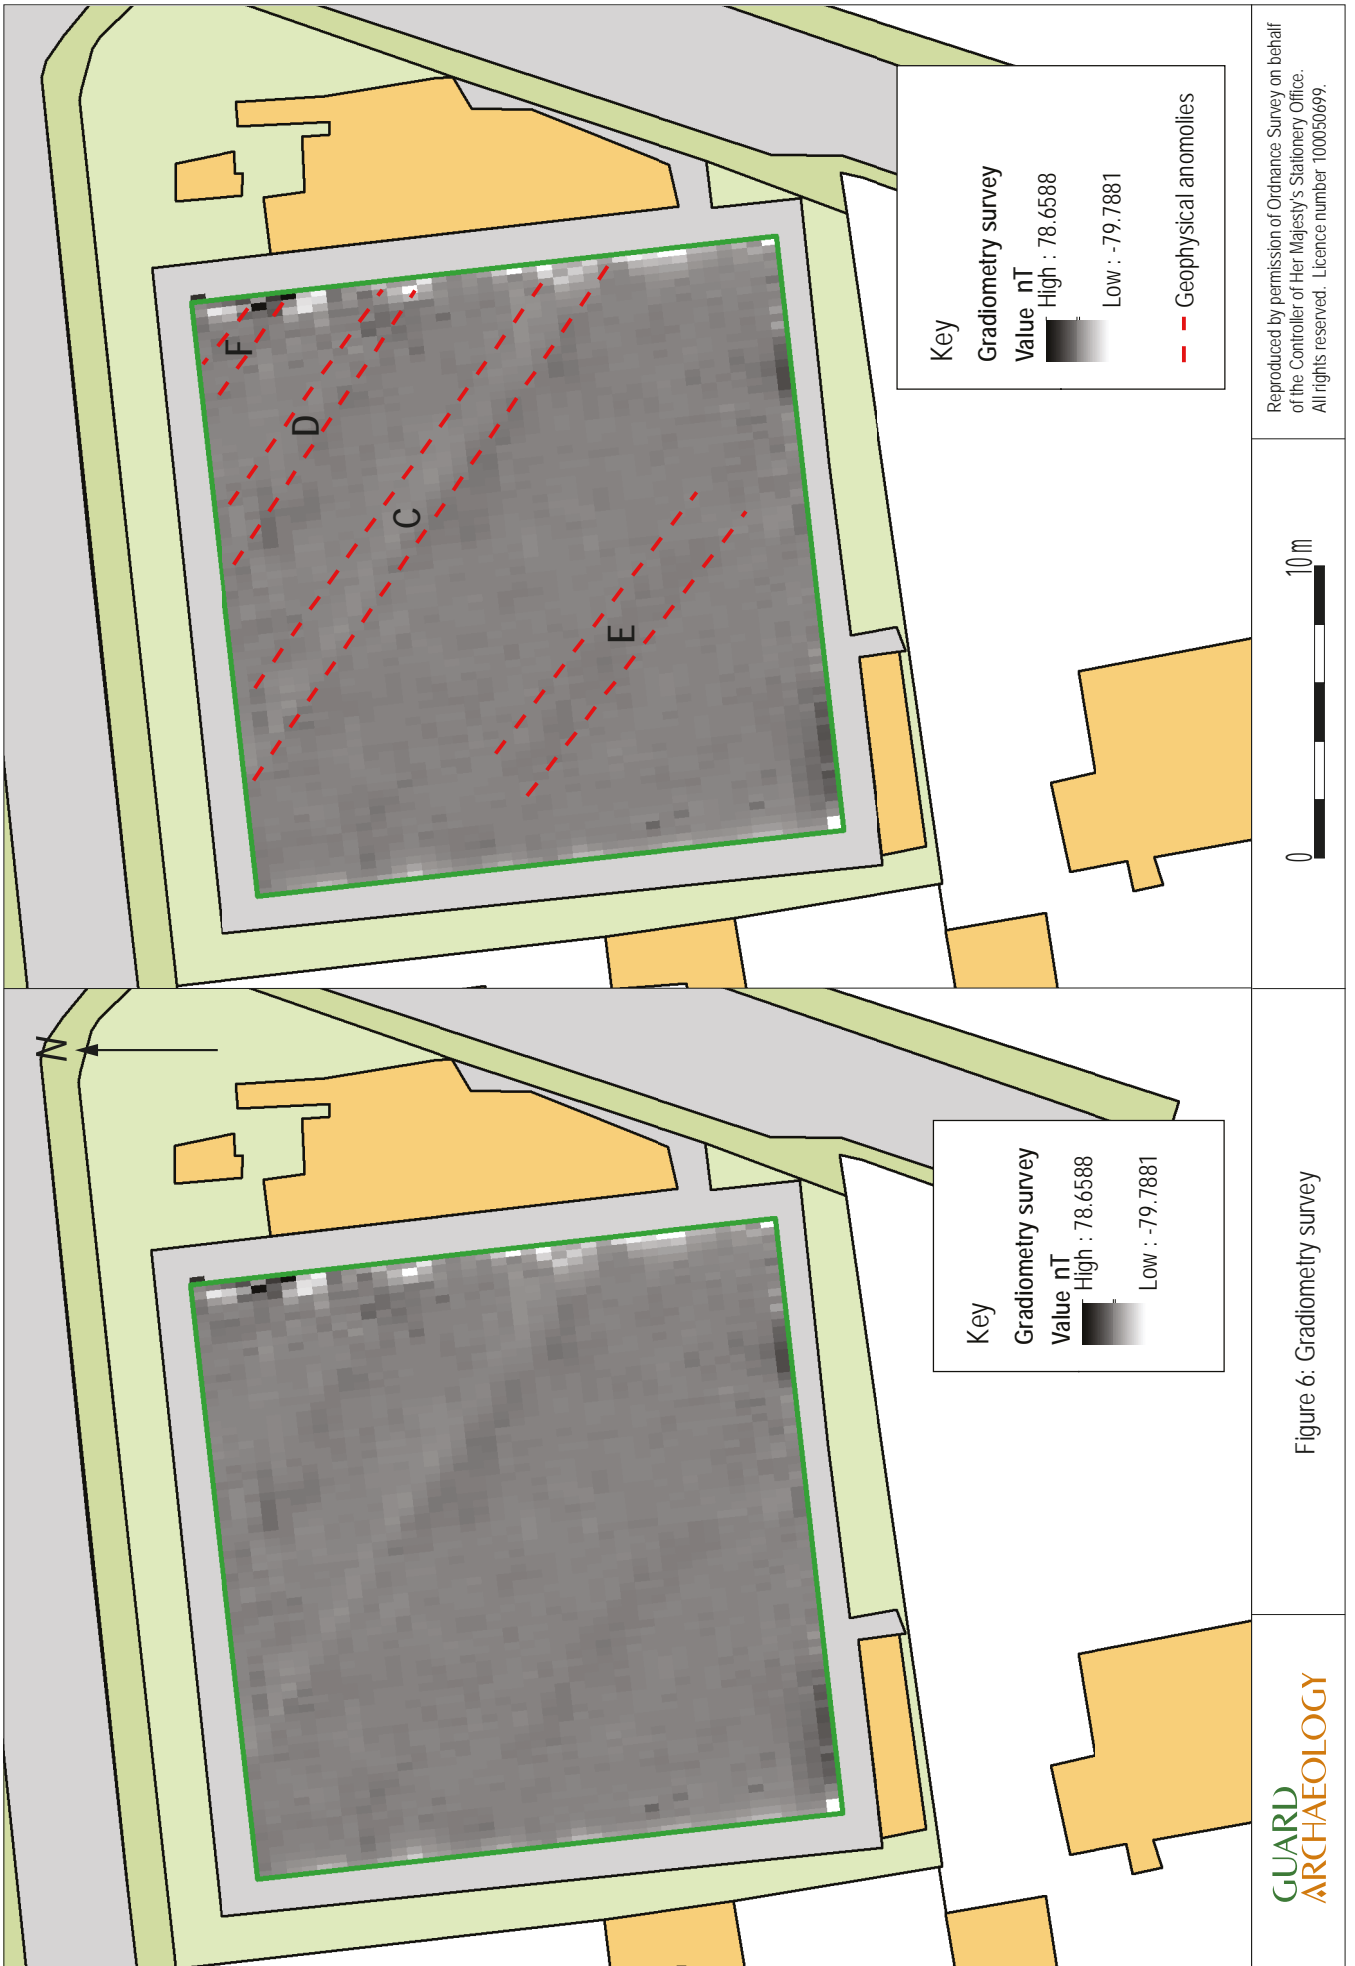 N
Key
Gradiometry survey
Value nT
High : 78.6588
Low : -79.7881
F
D
C
E
Key
Gradiometry survey
Value nT
High : 78.6588
Low : -79.7881
Geophysical anomolies
GUARD
ARCHAEOLOGY
Figure 6: Gradiometry survey
0 10m
Reproduced by permission of Ordnance Survey on behalf
of the Controller of Her Majesty's Stationery Office.
All rights reserved. Licence number 100050699.